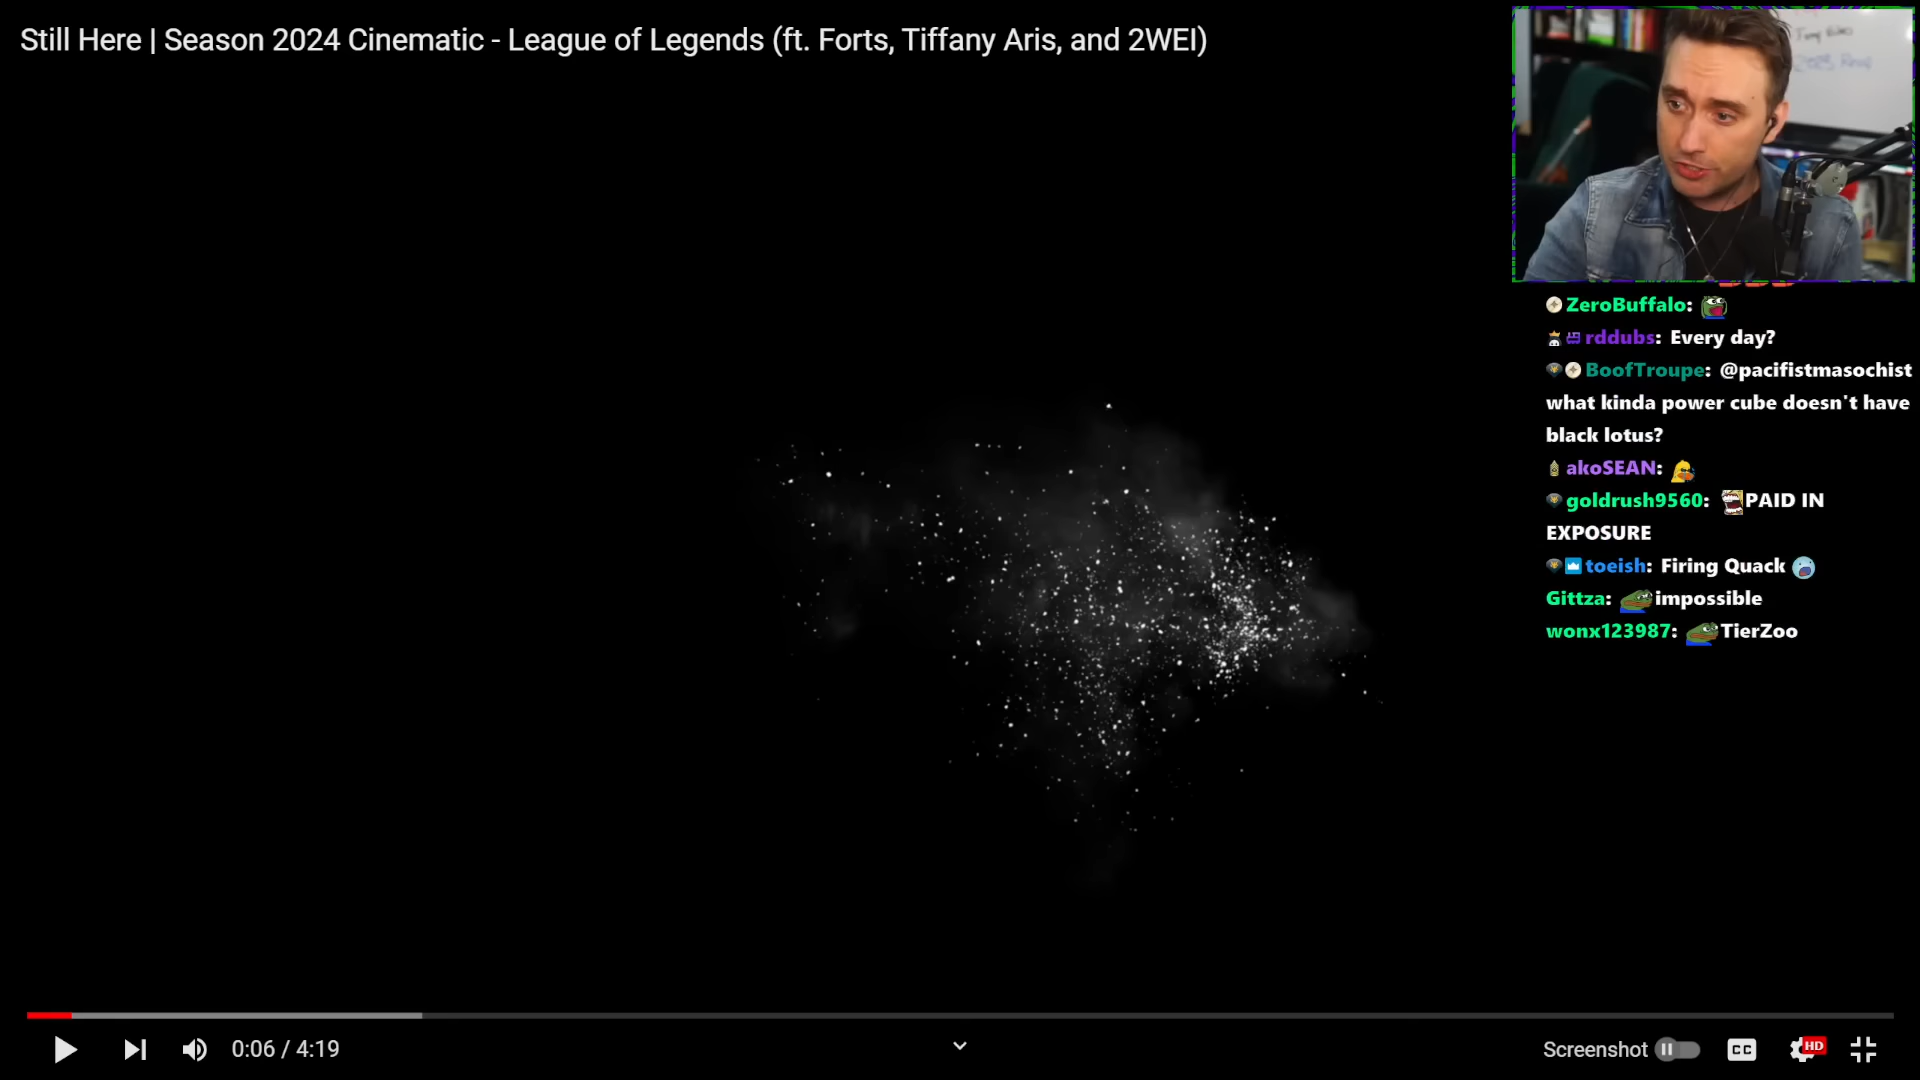 Still Here | Season 2024 Cinematic - League of Legends (ft. Forts, Tiffany Aris, and 2WEI)
ZeroBuffalo:
rddubs: Every day?
BoofTroupe: @pacifistmasochist
what kinda power cube doesn't have
black lotus?
akoSEAN:
goldrush9560: PAID IN
EXPOSURE
toeish: Firing Quack
Gittza: impossible
wonx123987: TierZoo
0:06 / 4:19
Screenshot
CC
HD